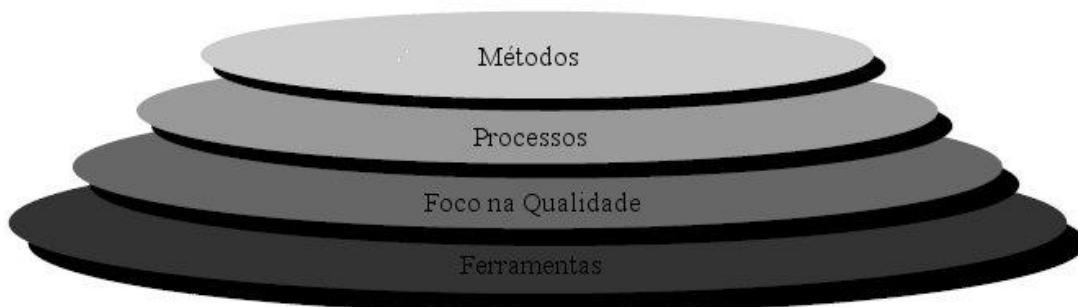 Métodos
Processos
Foco na Qualidade
Ferramentas